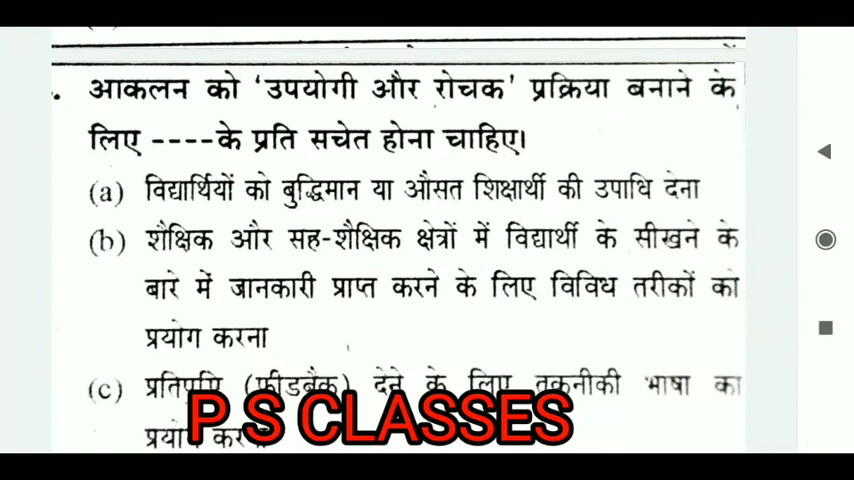 . आकलन को ‘उपयोगी और रोचक’ प्रक्रिया बनाने के
लिए ----के प्रति सचेत होना चाहिए।
(a) विद्यार्थियों को बुद्धिमान या औसत शिक्षार्थी की उपाधि देना
(b) शैक्षिक और सह-शैक्षिक क्षेत्रों में विद्यार्थी के सीखने के
बारे में जानकारी प्राप्त करने के लिए विविध तरीकों का
प्रयोग करना
(c) (फीडबैक) देने के लिए तकनीकी भाषा का
P S CLASSES